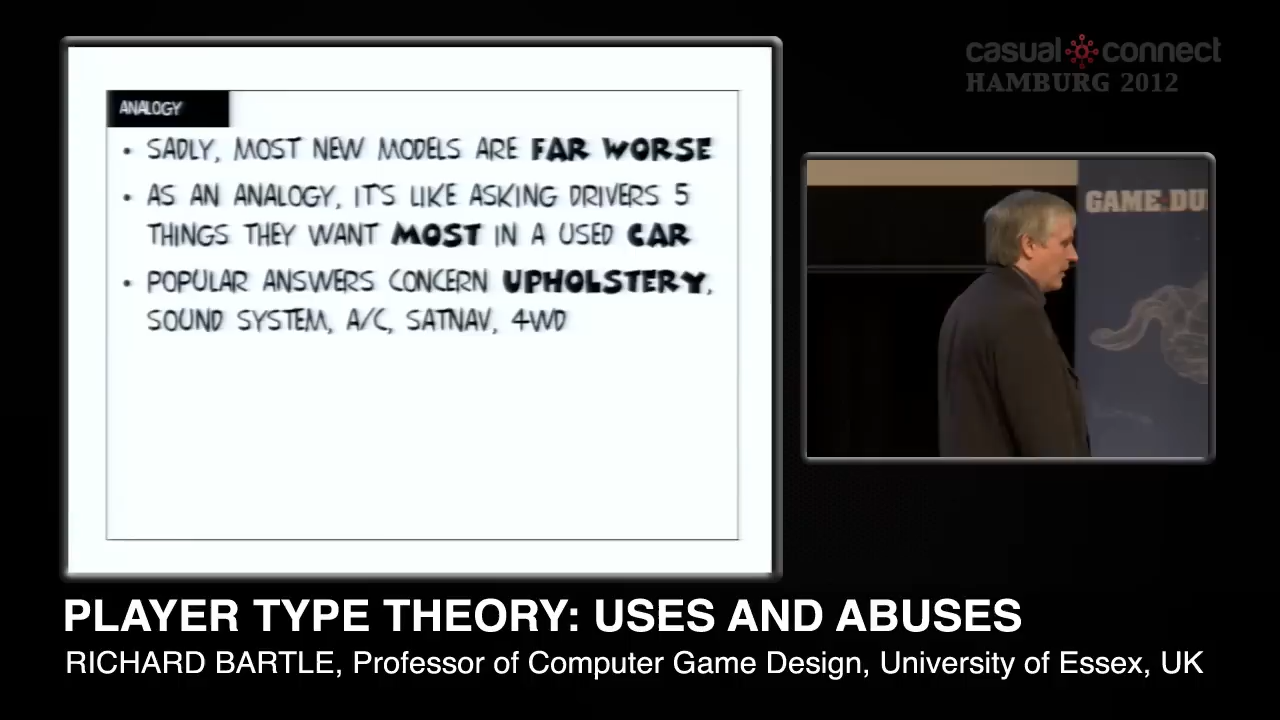 casual connect
HAMBURG 2012
ANALOGY
• SADLY, MOST NEW MODELS ARE FAR WORSE
• AS AN ANALOGY, IT'S LIKE ASKING DRIVERS 5
THINGS THEY WANT MOST IN A USED CAR
• POPULAR ANSWERS CONCERN UPHOLSTERY,
SOUND SYSTEM, A/C, SATNAV, 4WD
GAME DU
PLAYER TYPE THEORY: USES AND ABUSES
RICHARD BARTLE, Professor of Computer Game Design, University of Essex, UK